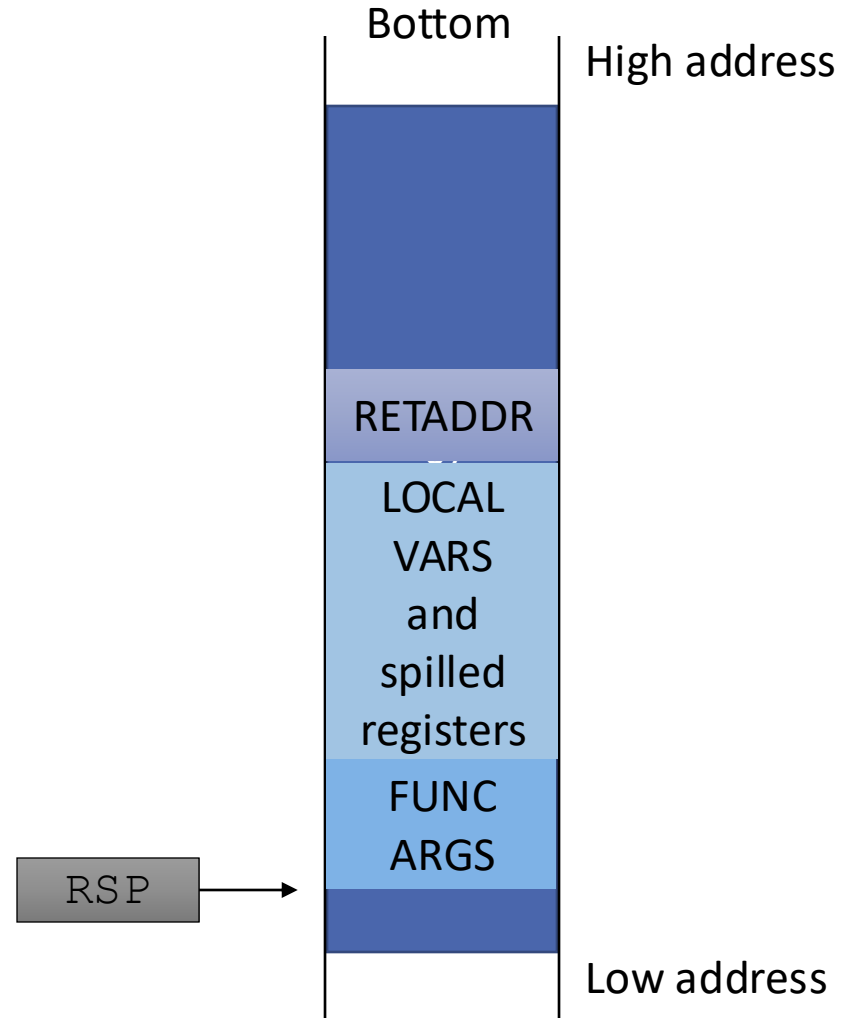 Bottom
High address
RETADDR
LOCAL
VARS
and
spilled
registers
FUNC
ARGS
RSP
Low address